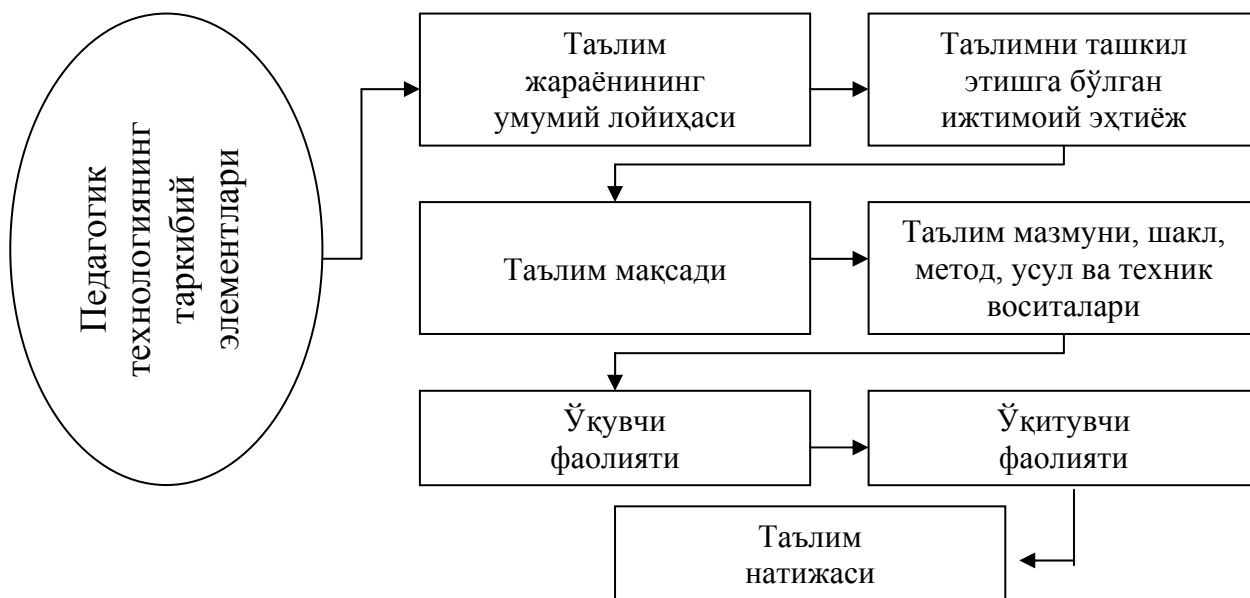 Педагогик
технологиянинг
таркибий
элементлари
Таълим
жараёнининг
умумий лойиҳаси
Таълимни ташкил
этишга бўлган
ижтимоий эҳтиёж
Таълим мақсади
Таълим мазмуни, шакл,
метод, усул ва техник
воситалари
Ўқувчи
фаолияти
Ўқитувчи
фаолияти
Таълим
натижаси